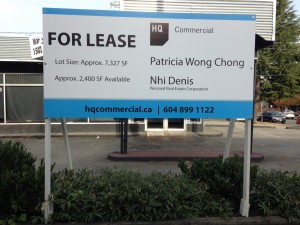 FOR LEASE
HQ Commercial
Lot Size: Approx. 7,327 SF
Approx. 2,400 SF Available
Patricia Wong Chong
Nhi Denis
Personal Real Estate Corporation
hqcommercial.ca | 604 899 1122